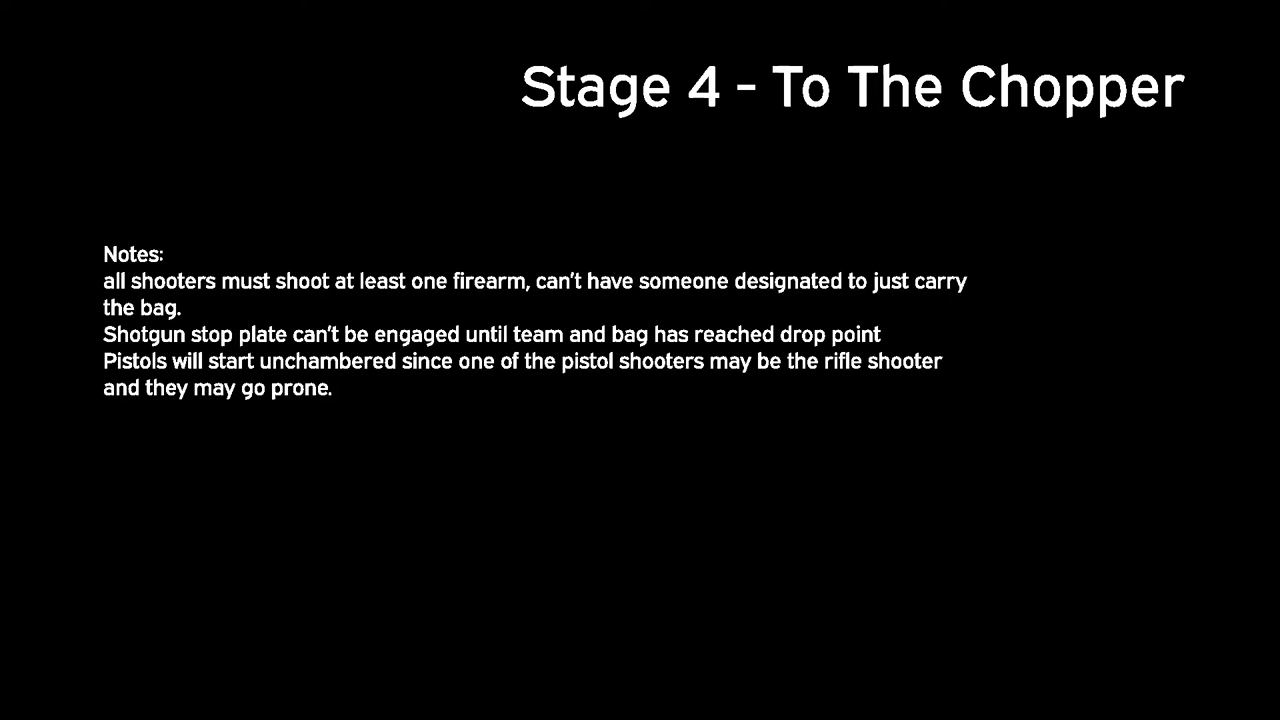 Stage 4 - To The Chopper
Notes:
all shooters must shoot at least one firearm, can't have someone designated to just carry
the bag.
Shotgun stop plate can't be engaged until team and bag has reached drop point
Pistols will start unchambered since one of the pistol shooters may be the rifle shooter
and they may go prone.